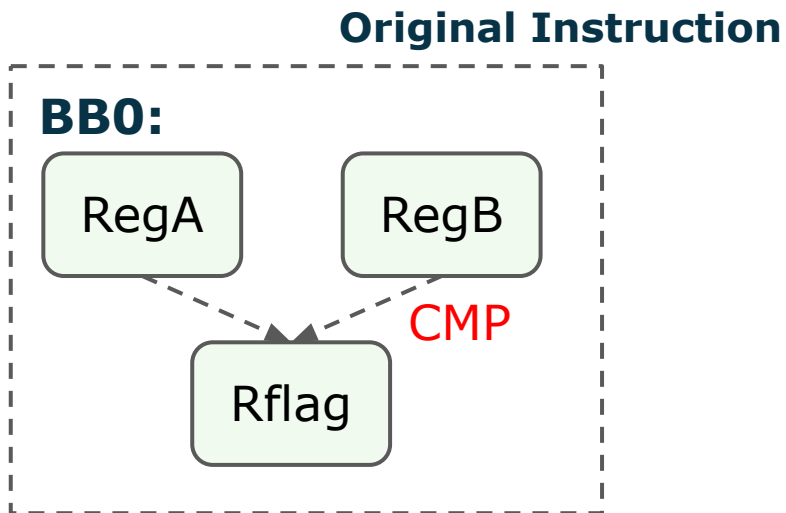 Original Instruction
BB0:
RegA
RegB
CMP
Rflag